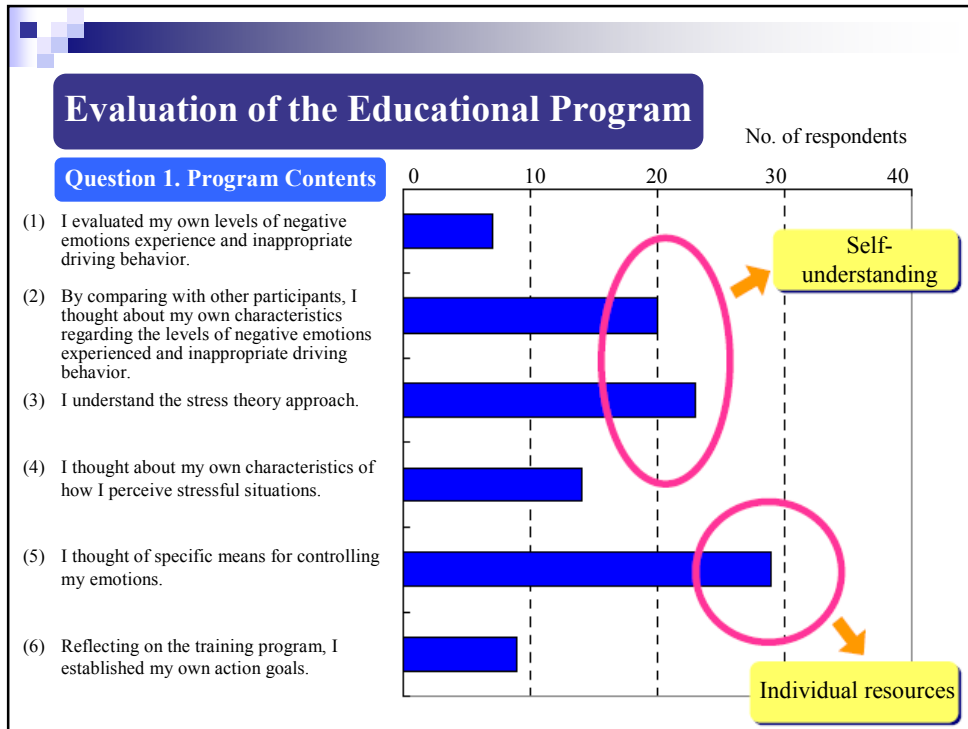 Evaluation of the Educational Program
No. of respondents
Question 1. Program Contents
0 10 20 30 40
(1) I evaluated my own levels of negative
emotions experience and inappropriate
driving behavior.
Self-
understanding
(2) By comparing with other participants, I
thought about my own characteristics
regarding the levels of negative emotions
experienced and inappropriate driving
behavior.
(3) I understand the stress theory approach.
(4) I thought about my own characteristics of
how I perceive stressful situations.
(5) I thought of specific means for controlling
my emotions.
(6) Reflecting on the training program, I
established my own action goals.
Individual resources